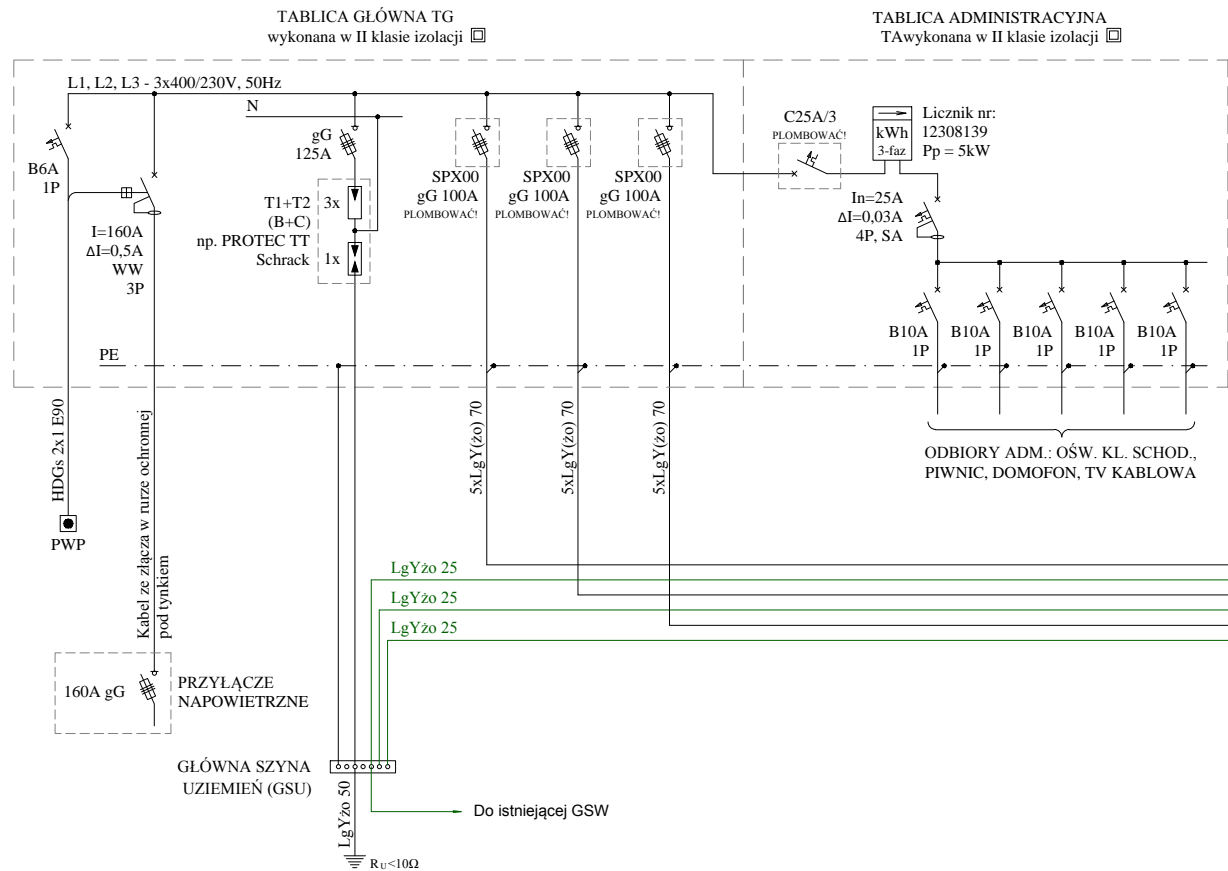 TABLICA GŁÓWNA TG
wykonana w II klasie izolacji
TABLICA ADMINISTRACYJNA
TAwykonana w II klasie izolacji
L1, L2, L3 - 3x400/230V, 50Hz
N
B6A
1P
I=160A
ΔI=0,5A
WW
3P
gG
125A
T1+T2
(B+C)
np. PROTEC TT
Schrack
3x
1x
SPX00
gG 100A
PLOMBOWAĆ!
SPX00
gG 100A
PLOMBOWAĆ!
SPX00
gG 100A
PLOMBOWAĆ!
C25A/3
PLOMBOWAĆ!
kWh
3-faz
Licznik nr:
12308139
Pp = 5kW
In=25A
ΔI=0,03A
4P, SA
B10A
1P
B10A
1P
B10A
1P
B10A
1P
B10A
1P
PE
HDGs 2x1 E90
PWP
Kabel ze złącza w rurze ochronnej
pod tynkiem
5xLgY(żo) 70
5xLgY(żo) 70
5xLgY(żo) 70
ODBIORY ADM.: OŚW. KL. SCHOD.,
PIWNIC, DOMOFON, TV KABLOWA
LgYżo 25
LgYżo 25
LgYżo 25
160A gG
PRZYŁĄCZE
NAPOWIETRZNE
GŁÓWNA SZYNA
UZIEMIEŃ (GSU)
LgYżo 50
Do istniejącej GSW
RU<10Ω